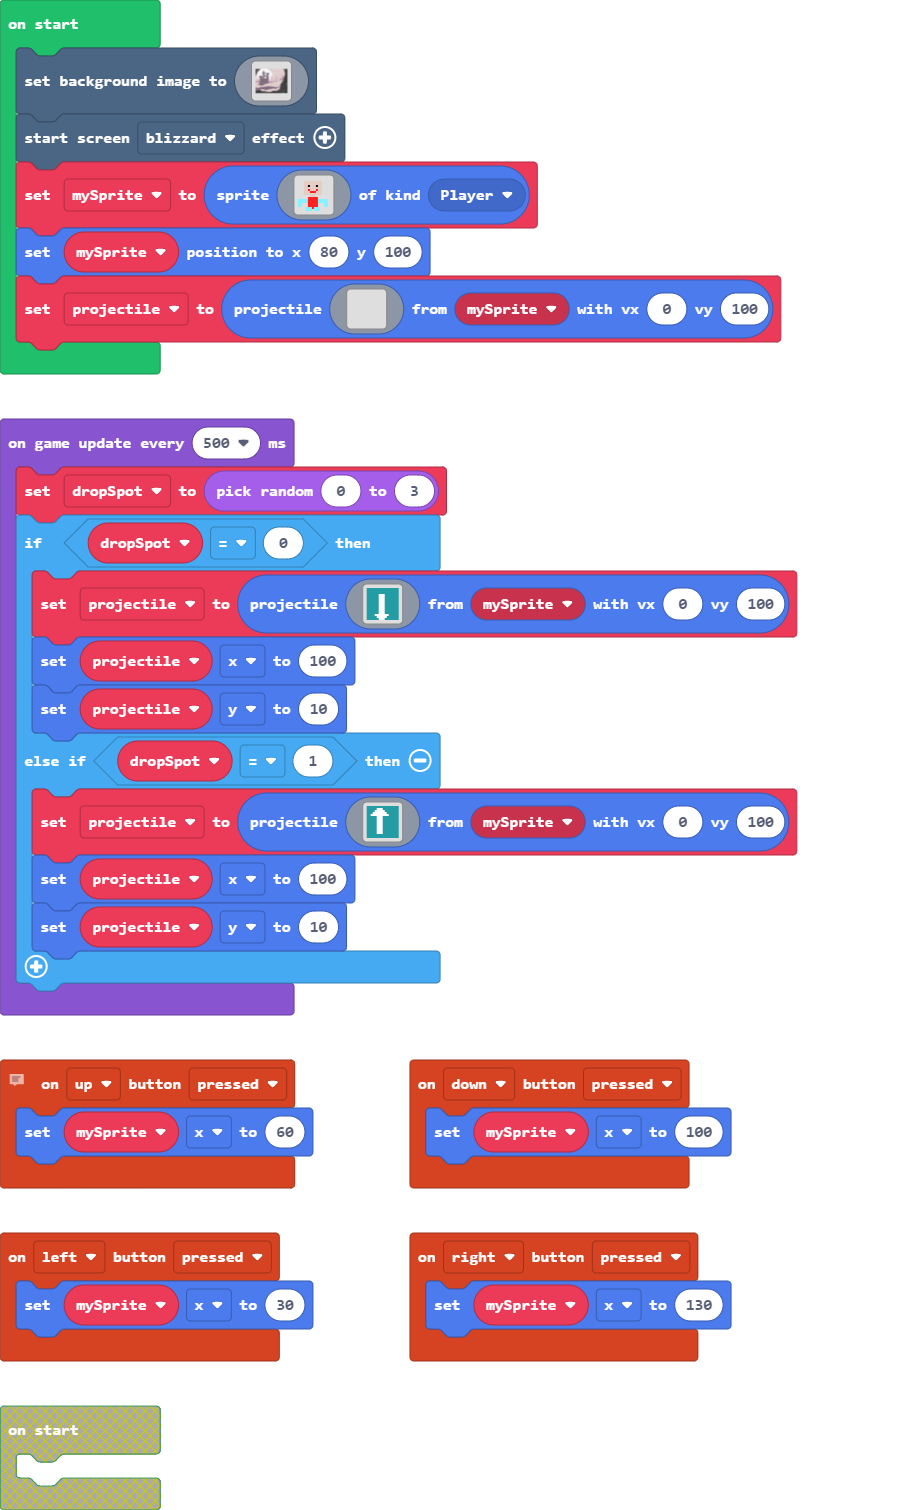 on start
set background image to
start screen blizzard effect
set mySprite to sprite of kind Player
set mySprite position to x 80 y 100
set projectile to projectile from mySprite with vx 0 vy 100
on game update every 500 ms
set dropSpot to pick random 0 to 3
if dropSpot = 0 then
set projectile to projectile from mySprite with vx 0 vy 100
set projectile x to 100
set projectile y to 10
else if dropSpot = 1 then
set projectile to projectile from mySprite with vx 0 vy 100
set projectile x to 100
set projectile y to 10
on up button pressed
set mySprite x to 60
on down button pressed
set mySprite x to 100
on left button pressed
set mySprite x to 30
on right button pressed
set mySprite x to 130
on start